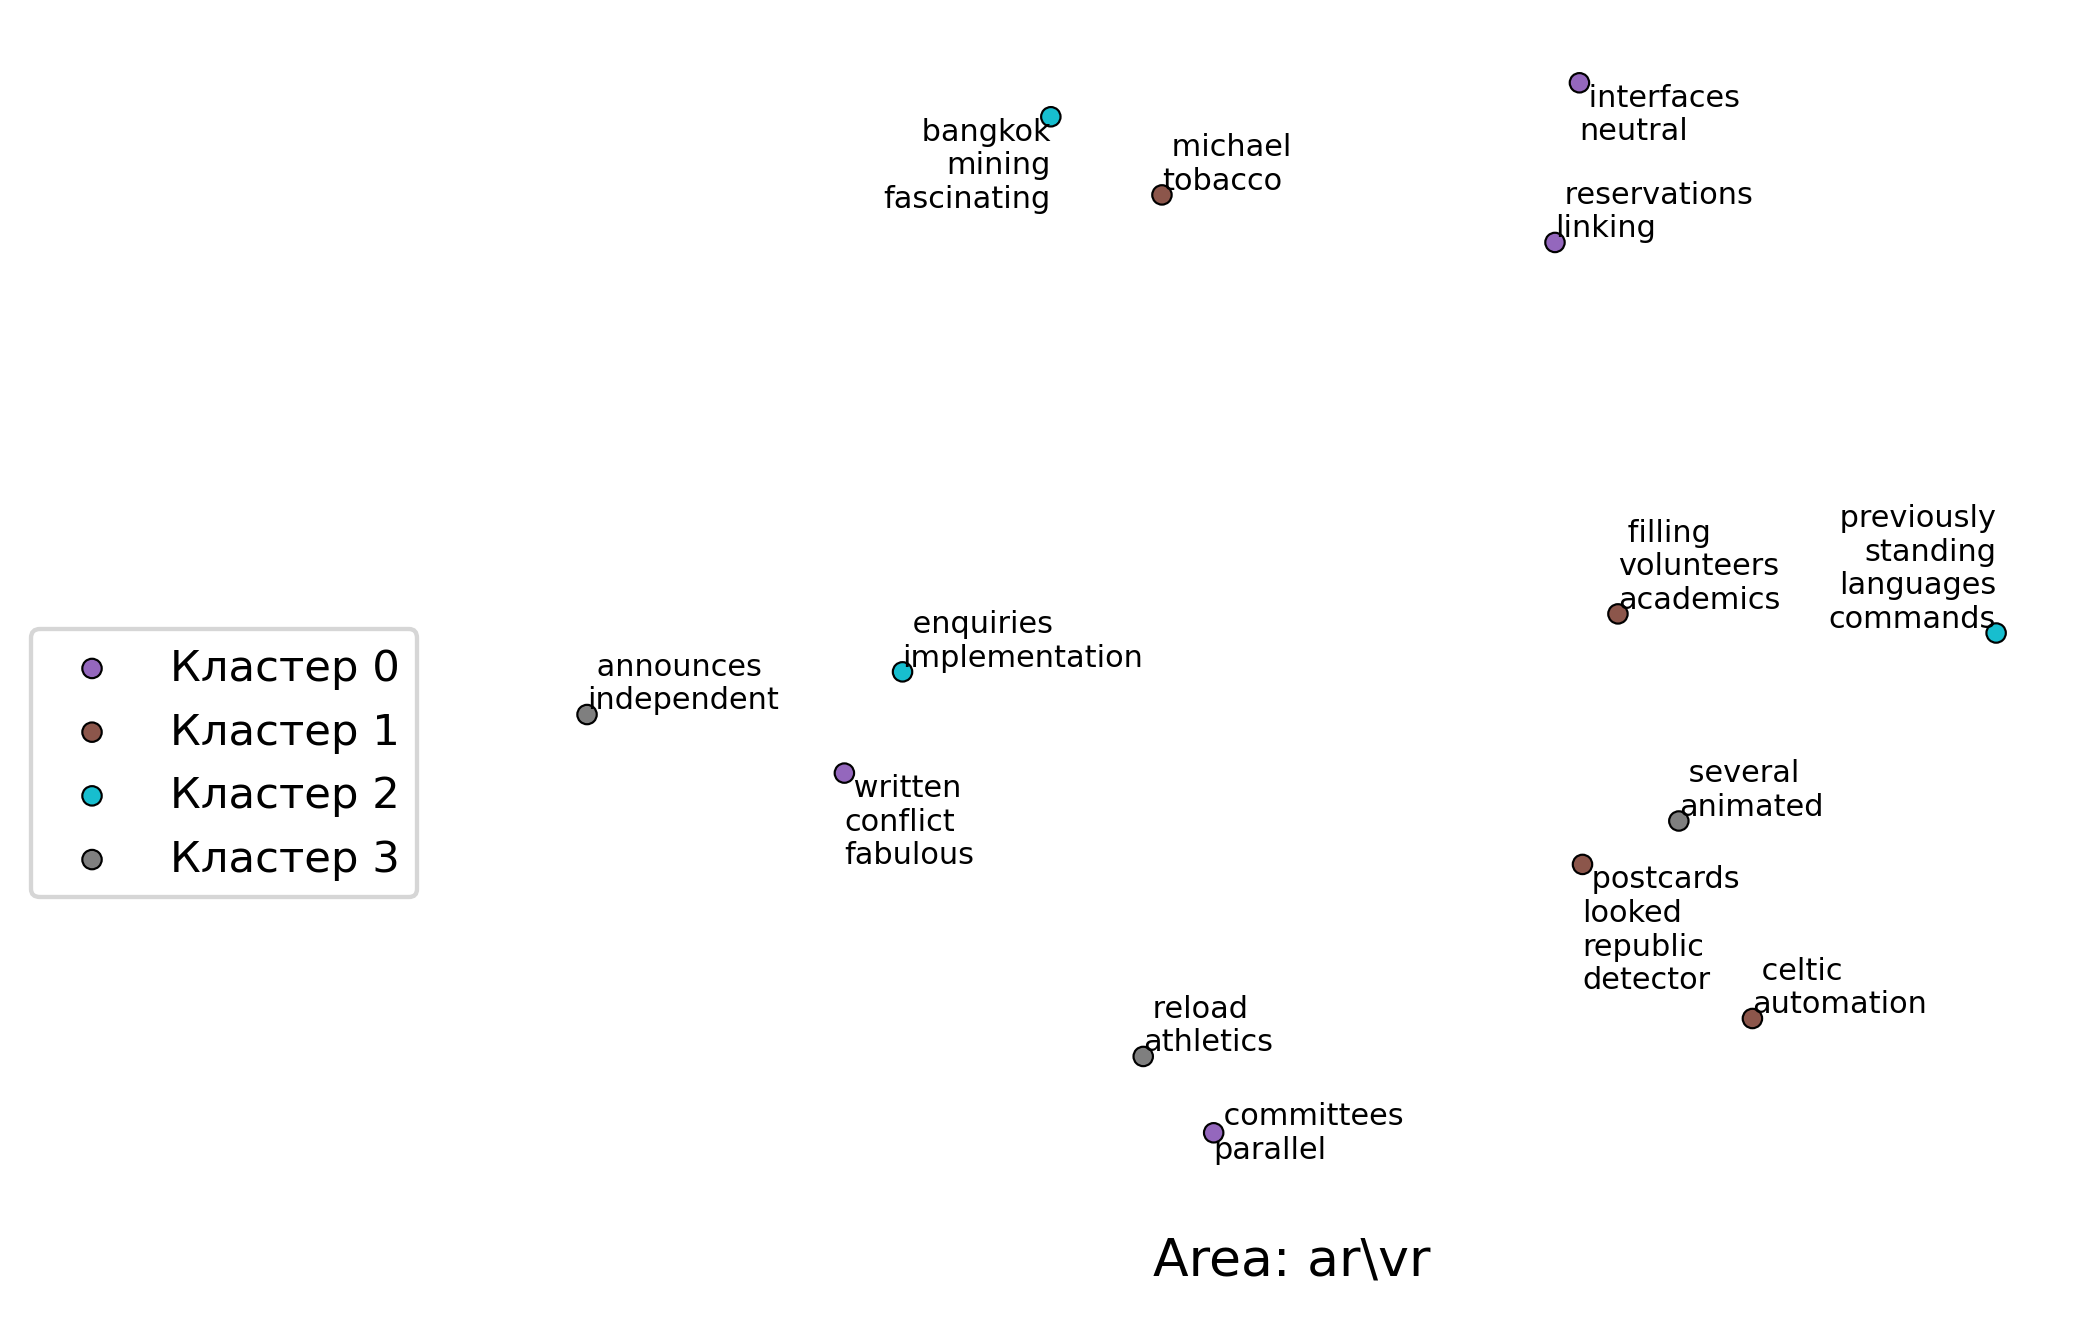 interfaces
neutral
bangkok
mining
fascinating
michael
tobacco
reservations
linking
previously
standing
languages
commands
filling
volunteers
academics
enquiries
implementation
announces
independent
Кластер 0
Кластер 1
Кластер 2
Кластер 3
written
conflict
fabulous
several
animated
postcards
looked
republic
detector
celtic
automation
reload
athletics
committees
parallel
Area: ar\vr